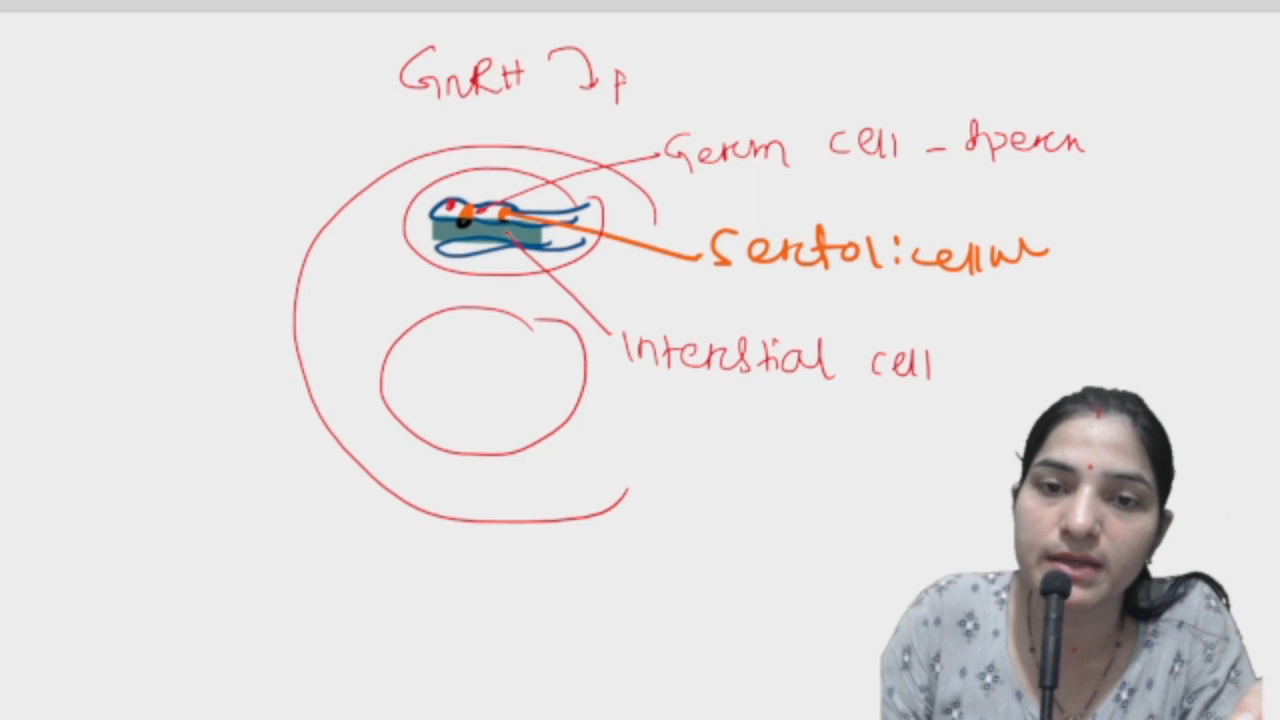 GnRH
Germ cell - sperm
Sertoli cell
Interstial cell